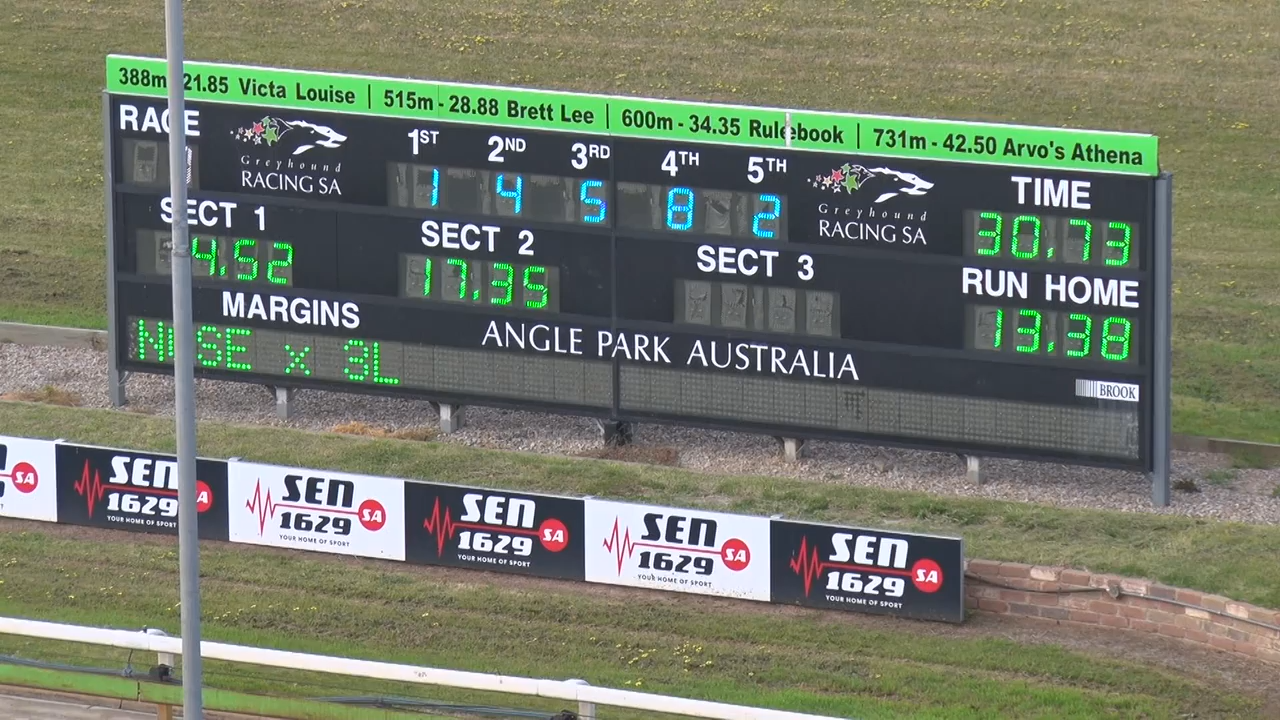 388m 21.85 Victa Louise | 515m - 28.88 Brett Lee | 600m - 34.35 Rulebook | 731m - 42.50 Arvo's Athena
RACE
Greyhound
RACING SA
1ST 2ND 3RD 4TH 5TH
1 4 5 8 2
Greyhound
RACING SA
TIME
30.73
SECT 1
4.52
SECT 2
17.35
SECT 3
RUN HOME
13.38
MARGINS
NOSE x 3L
ANGLE PARK AUSTRALIA
BROOK
SA
SEN
1629 A
YOUR HOME OF SPORT
SEN
1629 SA
YOUR HOME OF SPORT
SEN
1629 SA
YOUR HOME OF SPORT
SEN
1629 SA
YOUR HOME OF SPORT
SEN
1629 SA
YOUR HOME OF SPORT